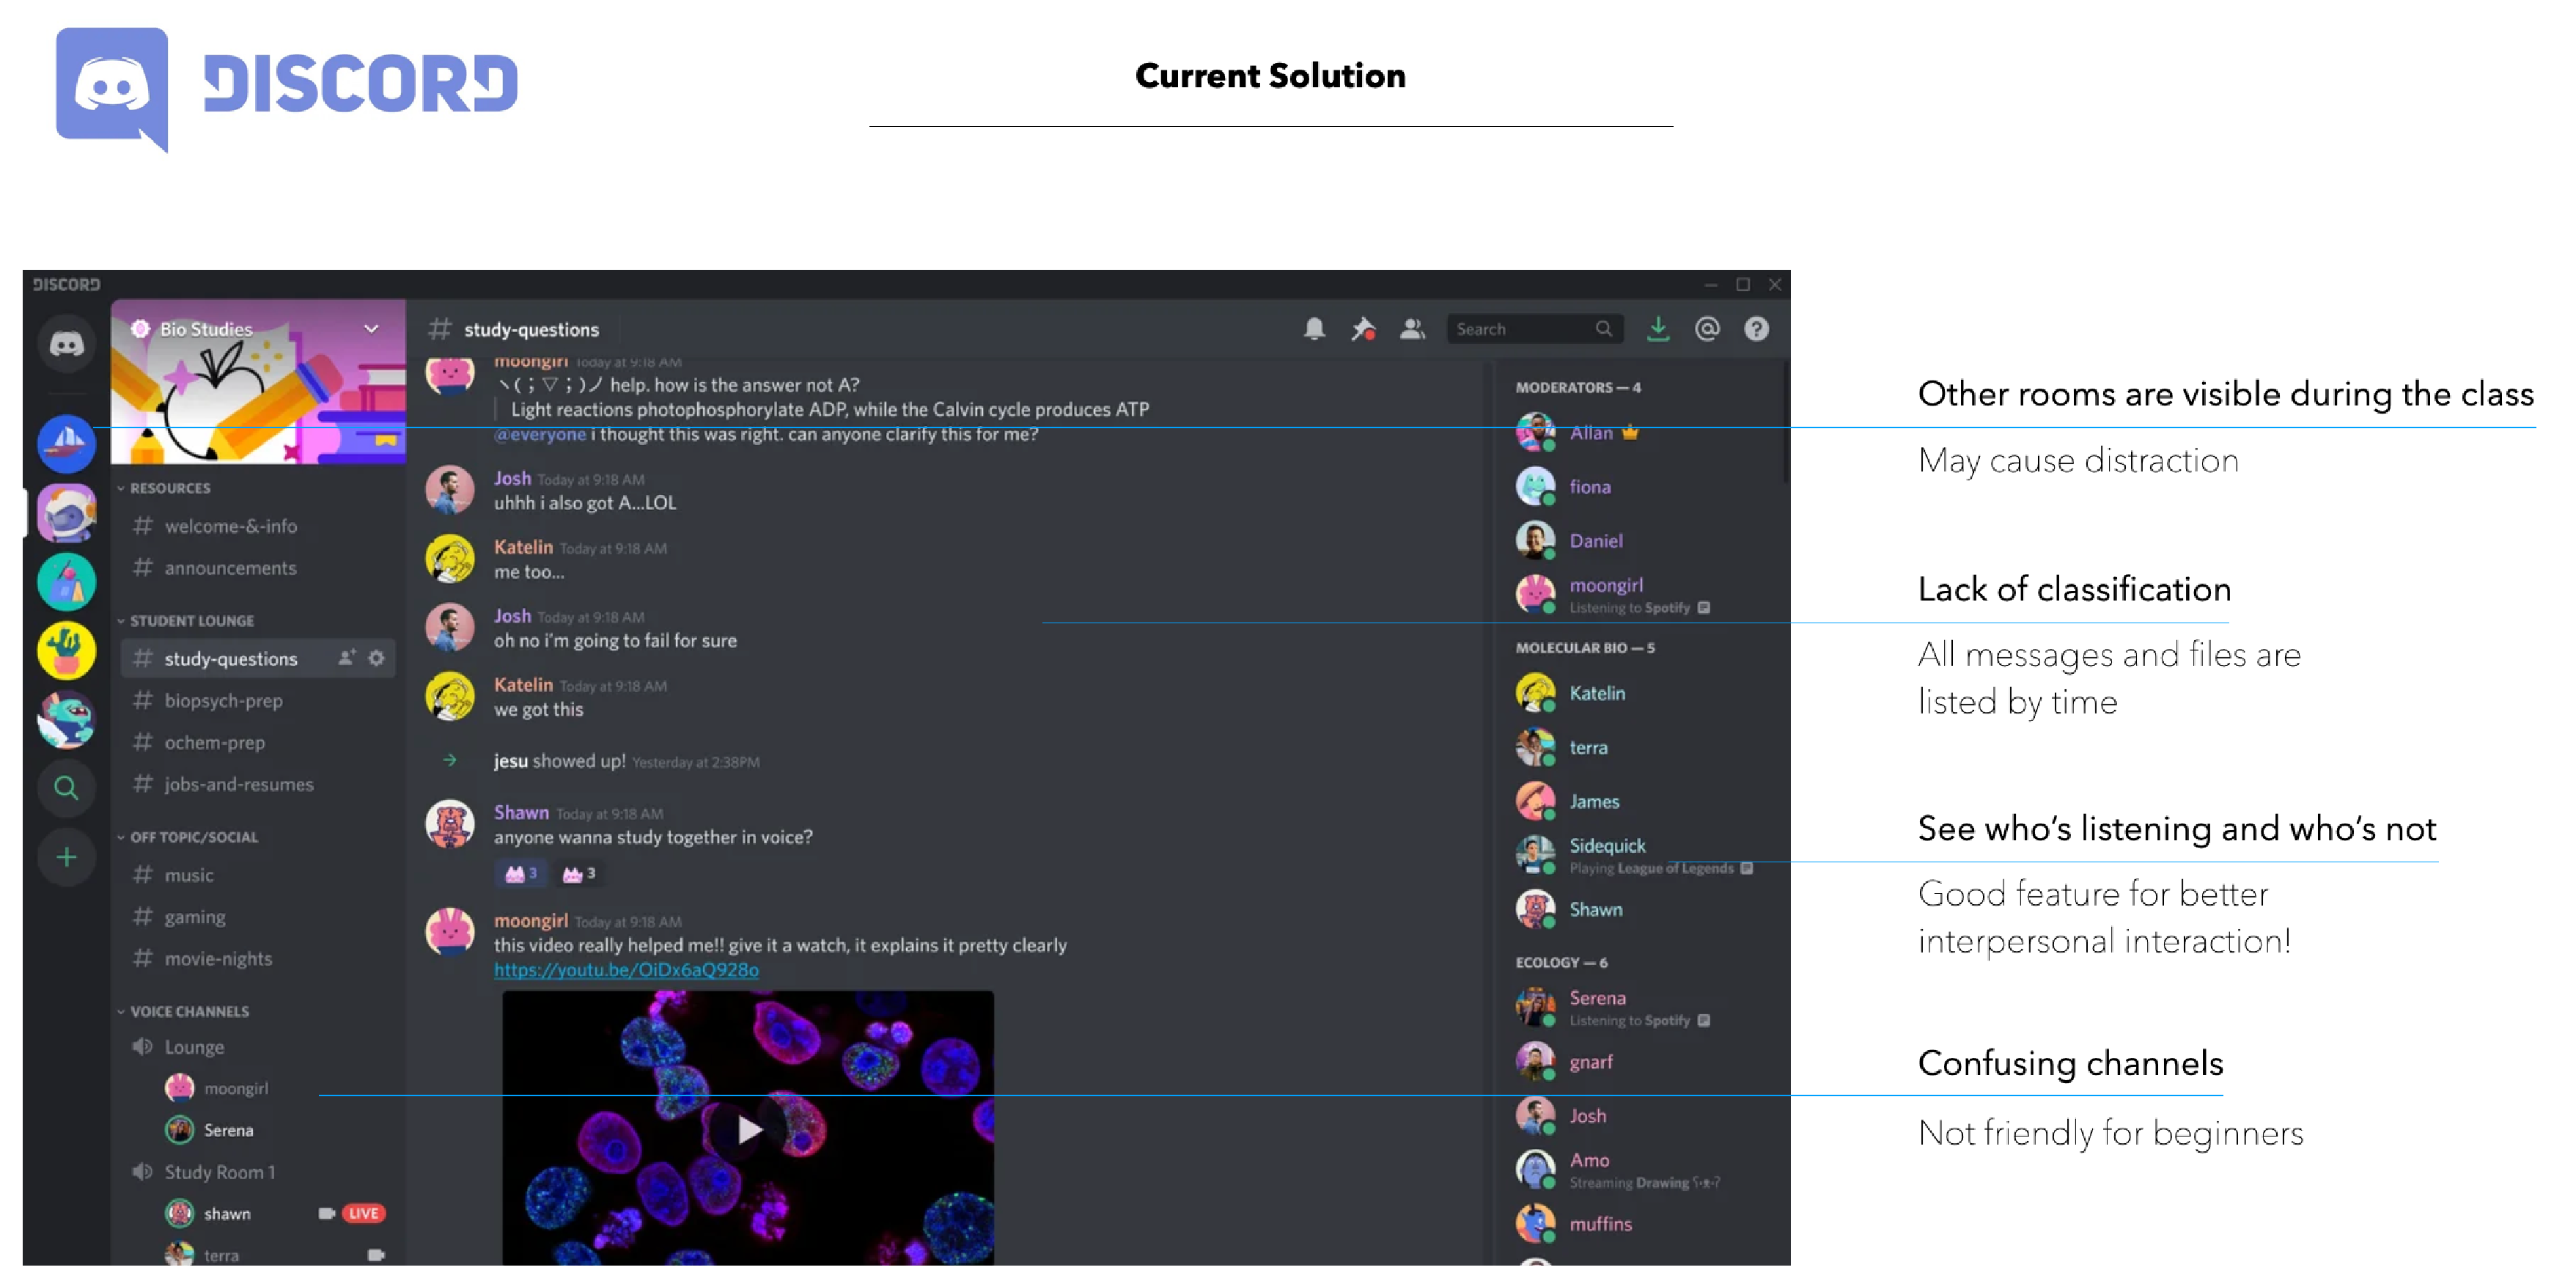 DISCORD
Current Solution
DISCORD
Bio Studies
RESOURCES
# welcome-&-info
# announcements
STUDENT LOUNGE
# study-questions
# biopsych-prep
# ochem-prep
# jobs-and-resumes
OFF TOPIC/SOCIAL
# music
# gaming
# movie-nights
VOICE CHANNELS
Lounge
moongirl
Serena
Study Room 1
shawn LIVE
terra
# study-questions
Search
moongirl Today at 9:18 AM
ヽ( ; ▽ ; )ノ help. how is the answer not A?
Light reactions photophosphorylate ADP, while the Calvin cycle produces ATP
@everyone i thought this was right. can anyone clarify this for me?
Josh Today at 9:18 AM
uhhh i also got A...LOL
Katelin Today at 9:18 AM
me too...
Josh Today at 9:18 AM
oh no i'm going to fail for sure
Katelin Today at 9:18 AM
we got this
jesu showed up! Yesterday at 2:38PM
Shawn Today at 9:18 AM
anyone wanna study together in voice?
3 3
moongirl Today at 9:18 AM
this video really helped me!! give it a watch, it explains it pretty clearly
https://youtu.be/OiDx6aQ928o
MODERATORS — 4
Allan
fiona
Daniel
moongirl
Listening to Spotify
MOLECULAR BIO — 5
Katelin
terra
James
Sidequick
Playing League of Legends
Shawn
ECOLOGY — 6
Serena
Listening to Spotify
gnarf
Josh
Amo
Streaming Drawing
muffins
Other rooms are visible during the class
May cause distraction
Lack of classification
All messages and files are
listed by time
See who's listening and who's not
Good feature for better
interpersonal interaction!
Confusing channels
Not friendly for beginners